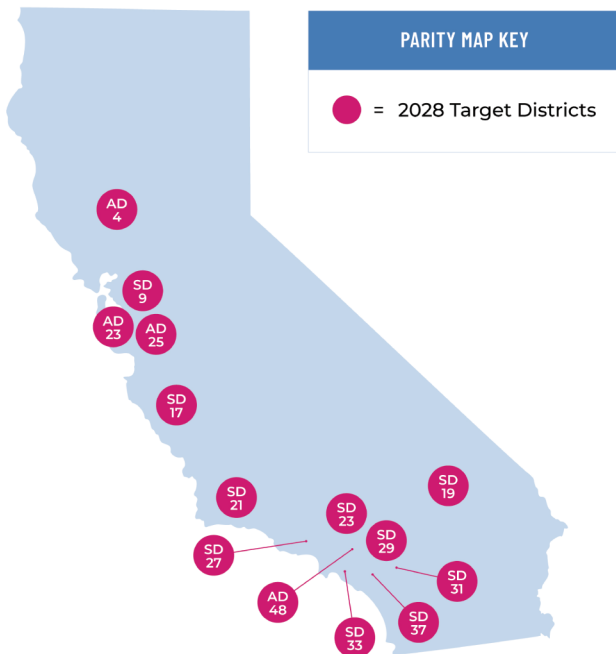 PARITY MAP KEY
= 2028 Target Districts
AD
4
SD
9
AD
23
AD
25
SD
17
SD
19
SD
21
SD
23
SD
29
SD
27
SD
31
AD
48
SD
37
SD
33